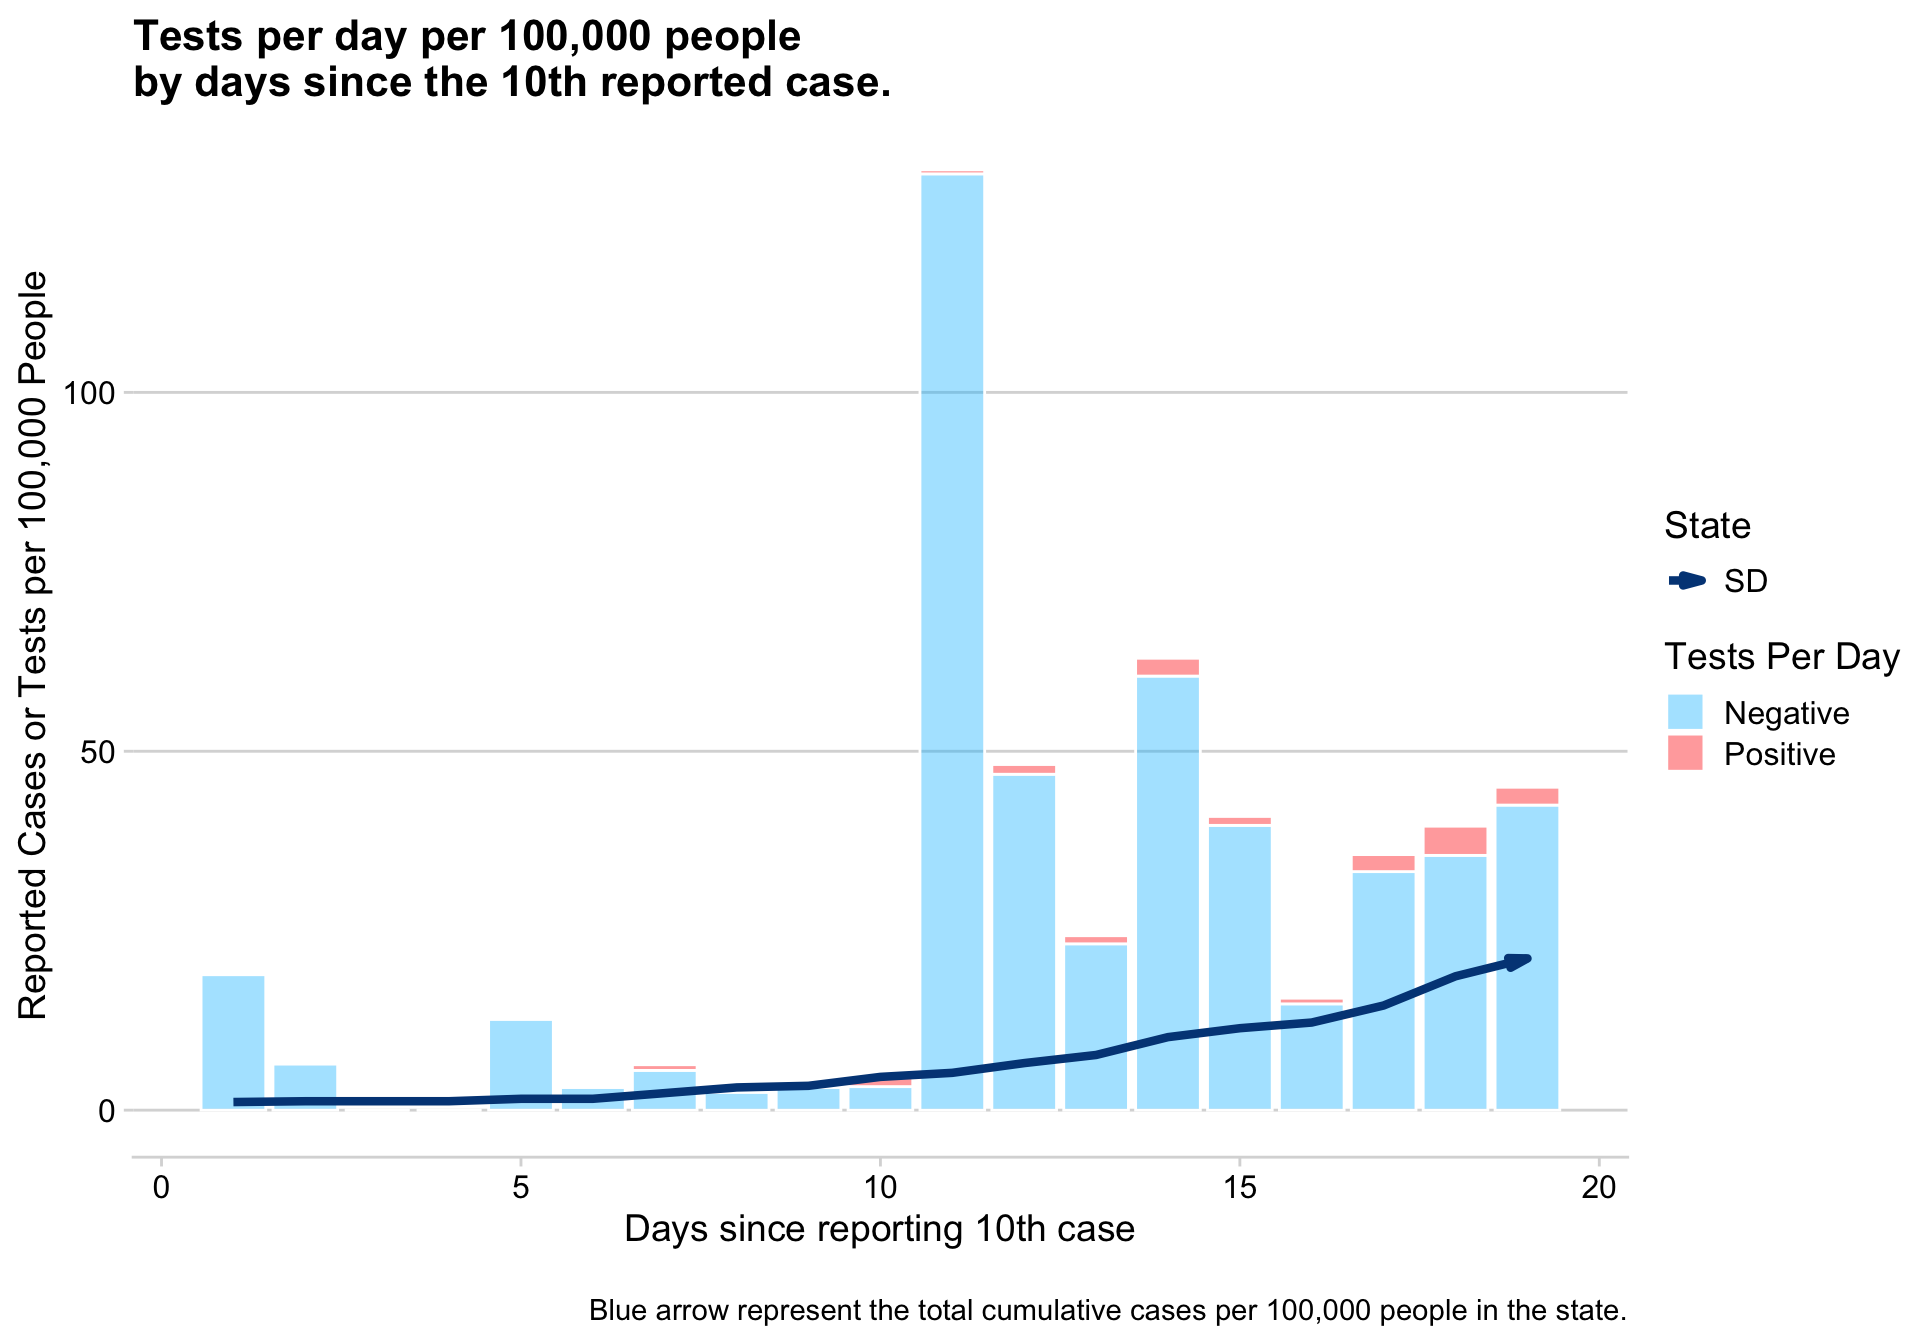 Tests per day per 100,000 people
by days since the 10th reported case.
Reported Cases or Tests per 100,000 People
100
50
0
0
5
10
15
20
Days since reporting 10th case
State
SD
Tests Per Day
Negative
Positive
Blue arrow represent the total cumulative cases per 100,000 people in the state.